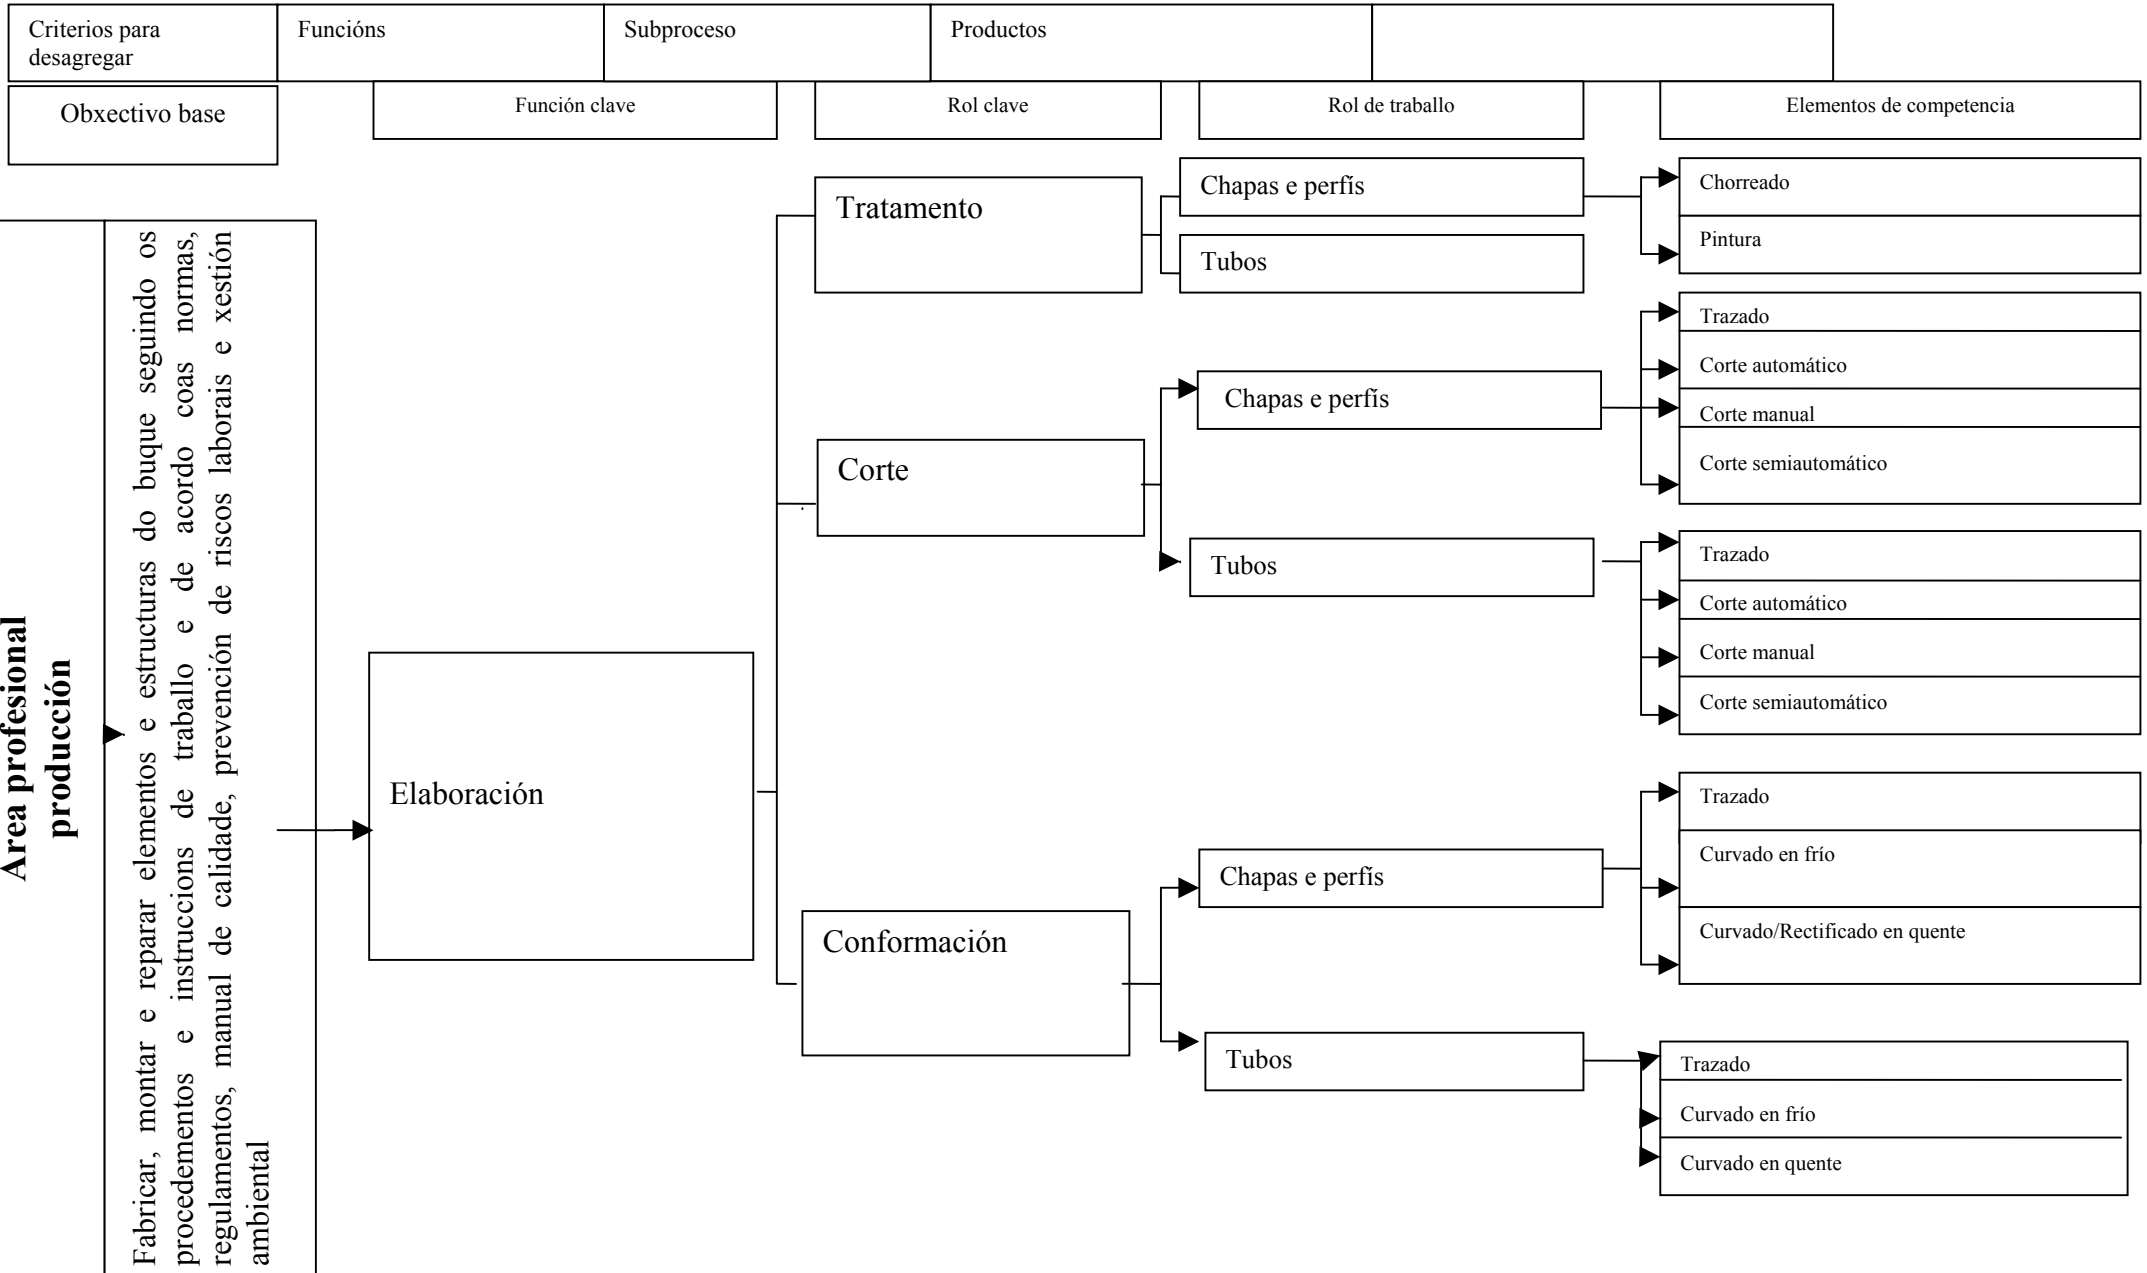 Criterios para
desagregar
Funcións
Subproceso
Productos
Obxectivo base
Función clave
Rol clave
Rol de traballo
Elementos de competencia
Area profesional
producción
Fabricar, montar e reparar elementos e estructuras do buque seguindo os
procedementos e instruccions de traballo e de acordo coas normas,
regulamentos, manual de calidade, prevención de riscos laborais e xestión
ambiental
Elaboración
Tratamento
Chapas e perfís
Chorreado
Pintura
Tubos
Corte
Chapas e perfís
Trazado
Corte automático
Corte manual
Corte semiautomático
Tubos
Trazado
Corte automático
Corte manual
Corte semiautomático
Conformación
Chapas e perfís
Trazado
Curvado en frío
Curvado/Rectificado en quente
Tubos
Trazado
Curvado en frío
Curvado en quente